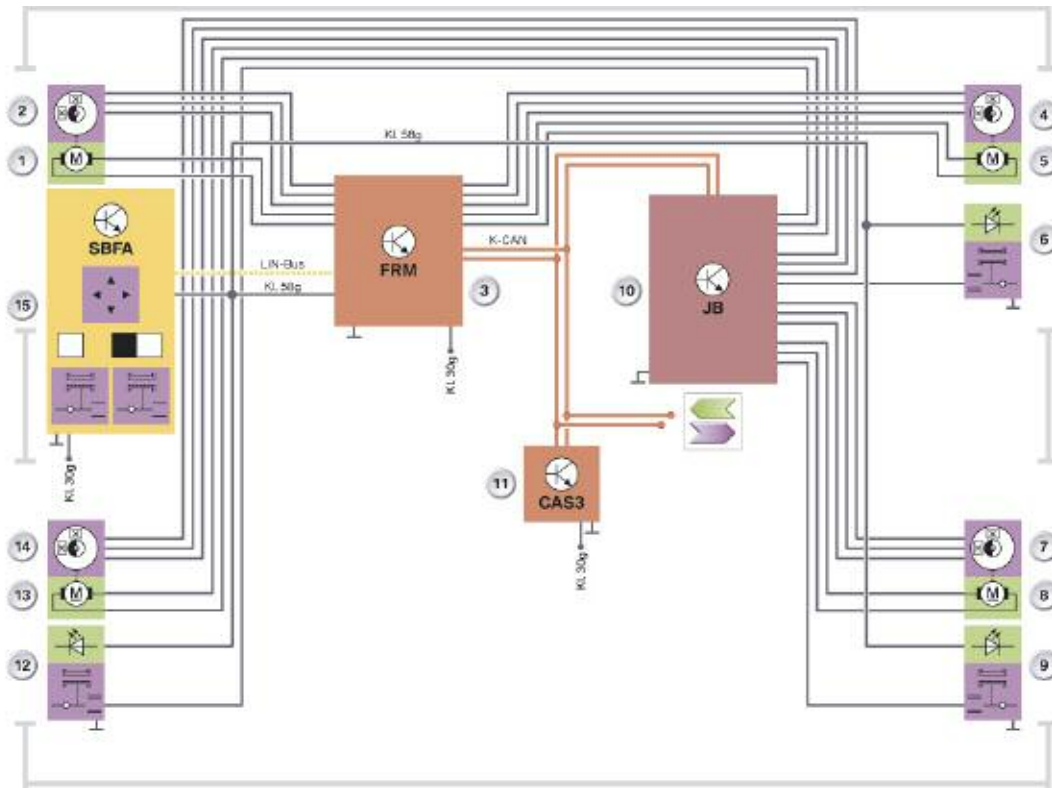 2
4
Kl. 58g
1
M
M
5
SBFA
FRM
K-CAN
LIN-Bus
Kl. 58g
3
10
JB
6
15
Kl. 30g
Kl. 30g
11
CAS3
Kl. 30g
14
7
13
M
M
8
12
9